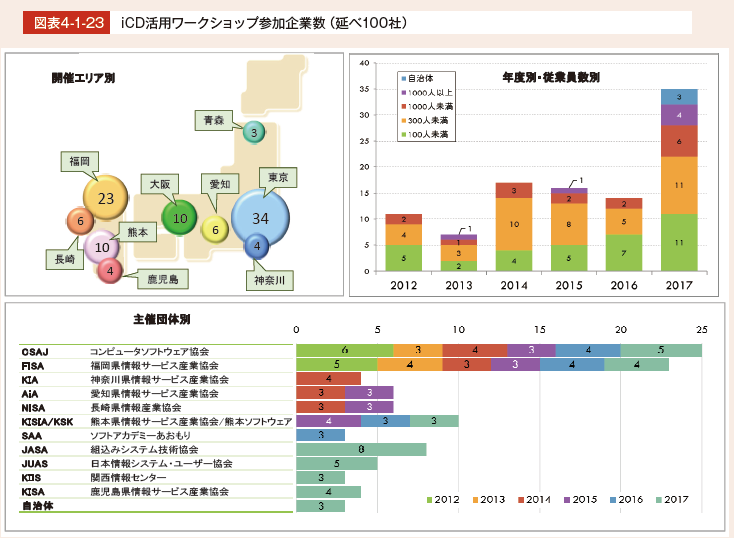 図表4-1-23 iCD活用ワークショップ参加企業数（延べ100社）
開催エリア別
青森
3
福岡
23
大阪
10
愛知
6
東京
34
6
長崎
10
熊本
4
鹿児島
4
神奈川
年度別・従業員数別
自治体
1000人以上
1000人未満
300人未満
100人未満
40
35
30
25
20
15
10
5
0
2 4 5
1 1 3 2
3 10 4
1 2 8 5
2 5 7
3 4 6 11 11
2012 2013 2014 2015 2016 2017
主催団体別
0 5 10 15 20 25
CSAJ コンピュータソフトウェア協会 6 3 4 3 4 5
FISA 福岡県情報サービス産業協会 5 4 3 3 4 4
KIA 神奈川県情報サービス産業協会 4
AiA 愛知県情報サービス産業協会 3 3
NISA 長崎県情報産業協会 3 3
KISIA/KSK 熊本県情報サービス産業協会/熊本ソフトウェア 4 3 3
SAA ソフトアカデミーあおもり 3
JASA 組込みシステム技術協会 8
JUAS 日本情報システム・ユーザー協会 5
KIIS 関西情報センター 3
KISA 鹿児島県情報サービス産業協会 4
自治体 3
2012 2013 2014 2015 2016 2017